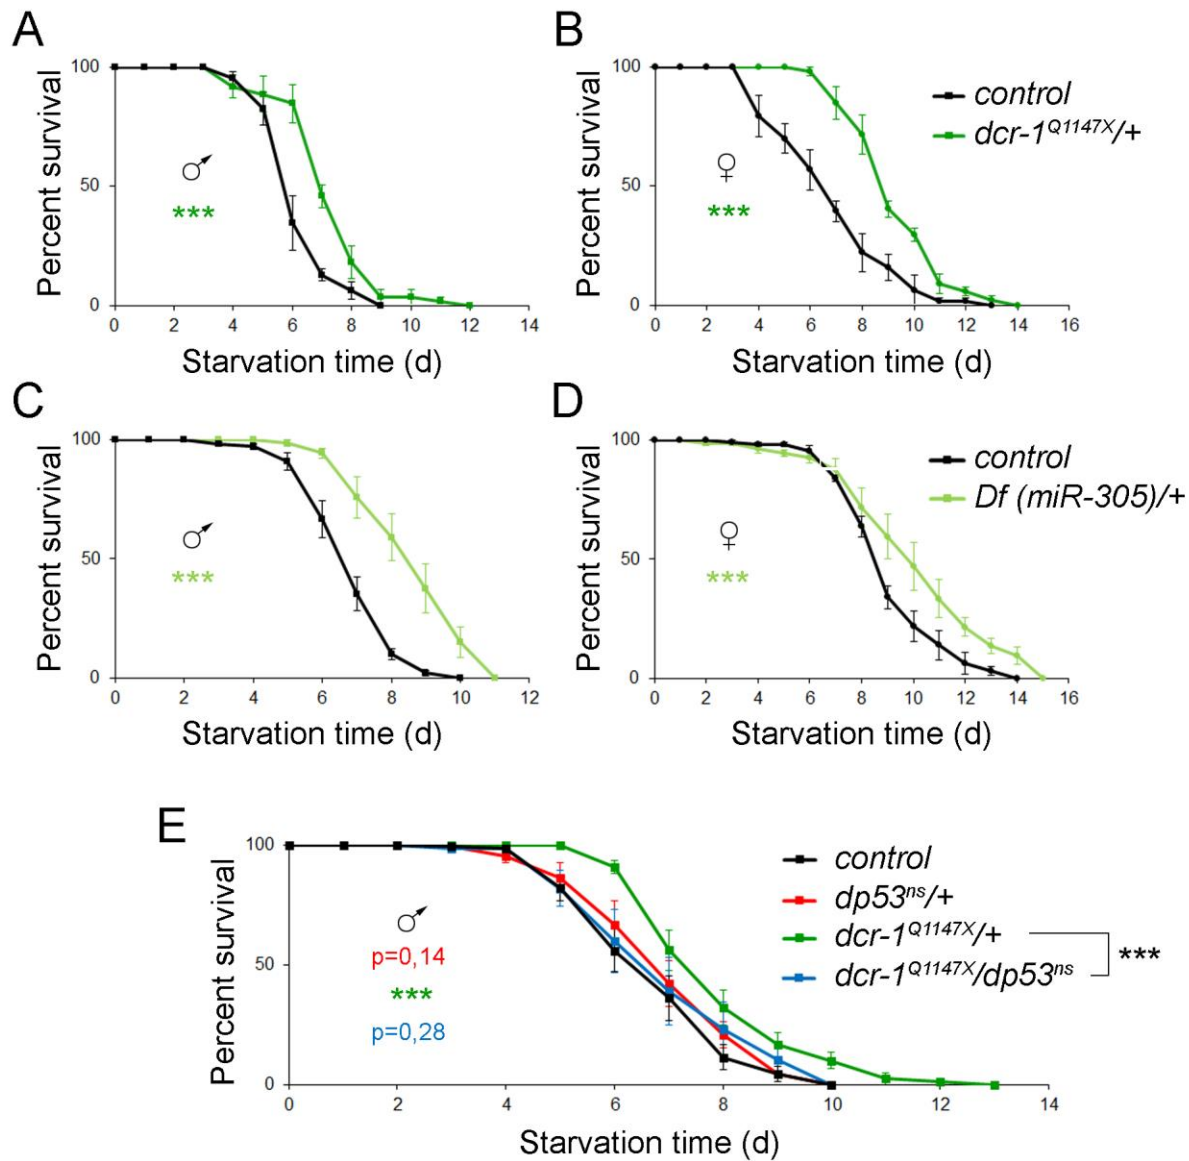 A
Percent survival
100
50
0
♂
***
0 2 4 6 8 10 12 14
Starvation time (d)
B
Percent survival
100
50
0
♀
***
control
dcr-1Q1147X/+
0 2 4 6 8 10 12 14 16
Starvation time (d)
C
Percent survival
100
50
0
♂
***
0 2 4 6 8 10 12
Starvation time (d)
D
Percent survival
100
50
0
♀
***
control
Df (miR-305)/+
0 2 4 6 8 10 12 14 16
Starvation time (d)
E
Percent survival
100
50
0
♂
p=0,14
***
p=0,28
control
dp53ns/+
dcr-1Q1147X/+
dcr-1Q1147X/dp53ns
***
0 2 4 6 8 10 12 14
Starvation time (d)